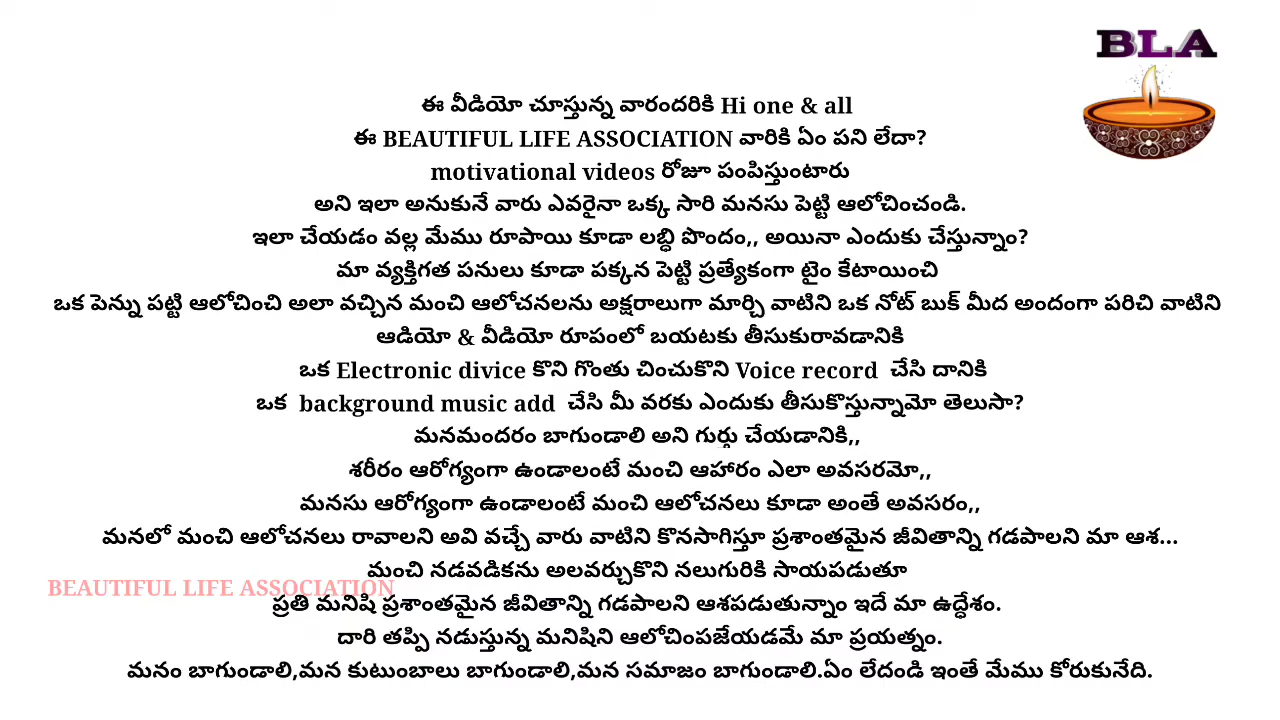 BLA
ఈ వీడియో చూస్తున్న వారందరికి Hi one & all
ఈ BEAUTIFUL LIFE ASSOCIATION వారికి ఏం పని లేదా?
motivational videos రోజూ పంపిస్తుంటారు
అని ఇలా అనుకునే వారు ఎవరైనా ఒక్క సారి మనసు పెట్టి ఆలోచించండి.
ఇలా చేయడం వల్ల మేము రూపాయి కూడా లబ్ధి పొందం,, అయినా ఎందుకు చేస్తున్నాం?
మా వ్యక్తిగత పనులు కూడా పక్కన పెట్టి ప్రత్యేకంగా టైం కేటాయించి
ఒక పెన్ను పట్టి ఆలోచించి అలా వచ్చిన మంచి ఆలోచనలను అక్షరాలుగా మార్చి వాటిని ఒక నోట్ బుక్ మీద అందంగా పరిచి వాటిని
ఆడియో & వీడియో రూపంలో బయటకు తీసుకురావడానికి
ఒక Electronic divice కొని గొంతు చించుకొని Voice record చేసి దానికి
ఒక background music add చేసి మీ వరకు ఎందుకు తీసుకొస్తున్నామో తెలుసా?
మనమందరం బాగుండాలి అని గుర్తు చేయడానికి,,
శరీరం ఆరోగ్యంగా ఉండాలంటే మంచి ఆహారం ఎలా అవసరమో,,
మనసు ఆరోగ్యంగా ఉండాలంటే మంచి ఆలోచనలు కూడా అంతే అవసరం,,
మనలో మంచి ఆలోచనలు రావాలని అవి వచ్చే వారు వాటిని కొనసాగిస్తూ ప్రశాంతమైన జీవితాన్ని గడపాలని మా ఆశ...
మంచి నడవడికను అలవర్చుకొని నలుగురికి సాయపడుతూ
BEAUTIFUL LIFE ASSOCIATION
ప్రతి మనిషి ప్రశాంతమైన జీవితాన్ని గడపాలని ఆశపడుతున్నాం ఇదే మా ఉద్ధేశం.
దారి తప్పి నడుస్తున్న మనిషిని ఆలోచింపజేయడమే మా ప్రయత్నం.
మనం బాగుండాలి,మన కుటుంబాలు బాగుండాలి,మన సమాజం బాగుండాలి.ఏం లేదండి ఇంతే మేము కోరుకునేది.